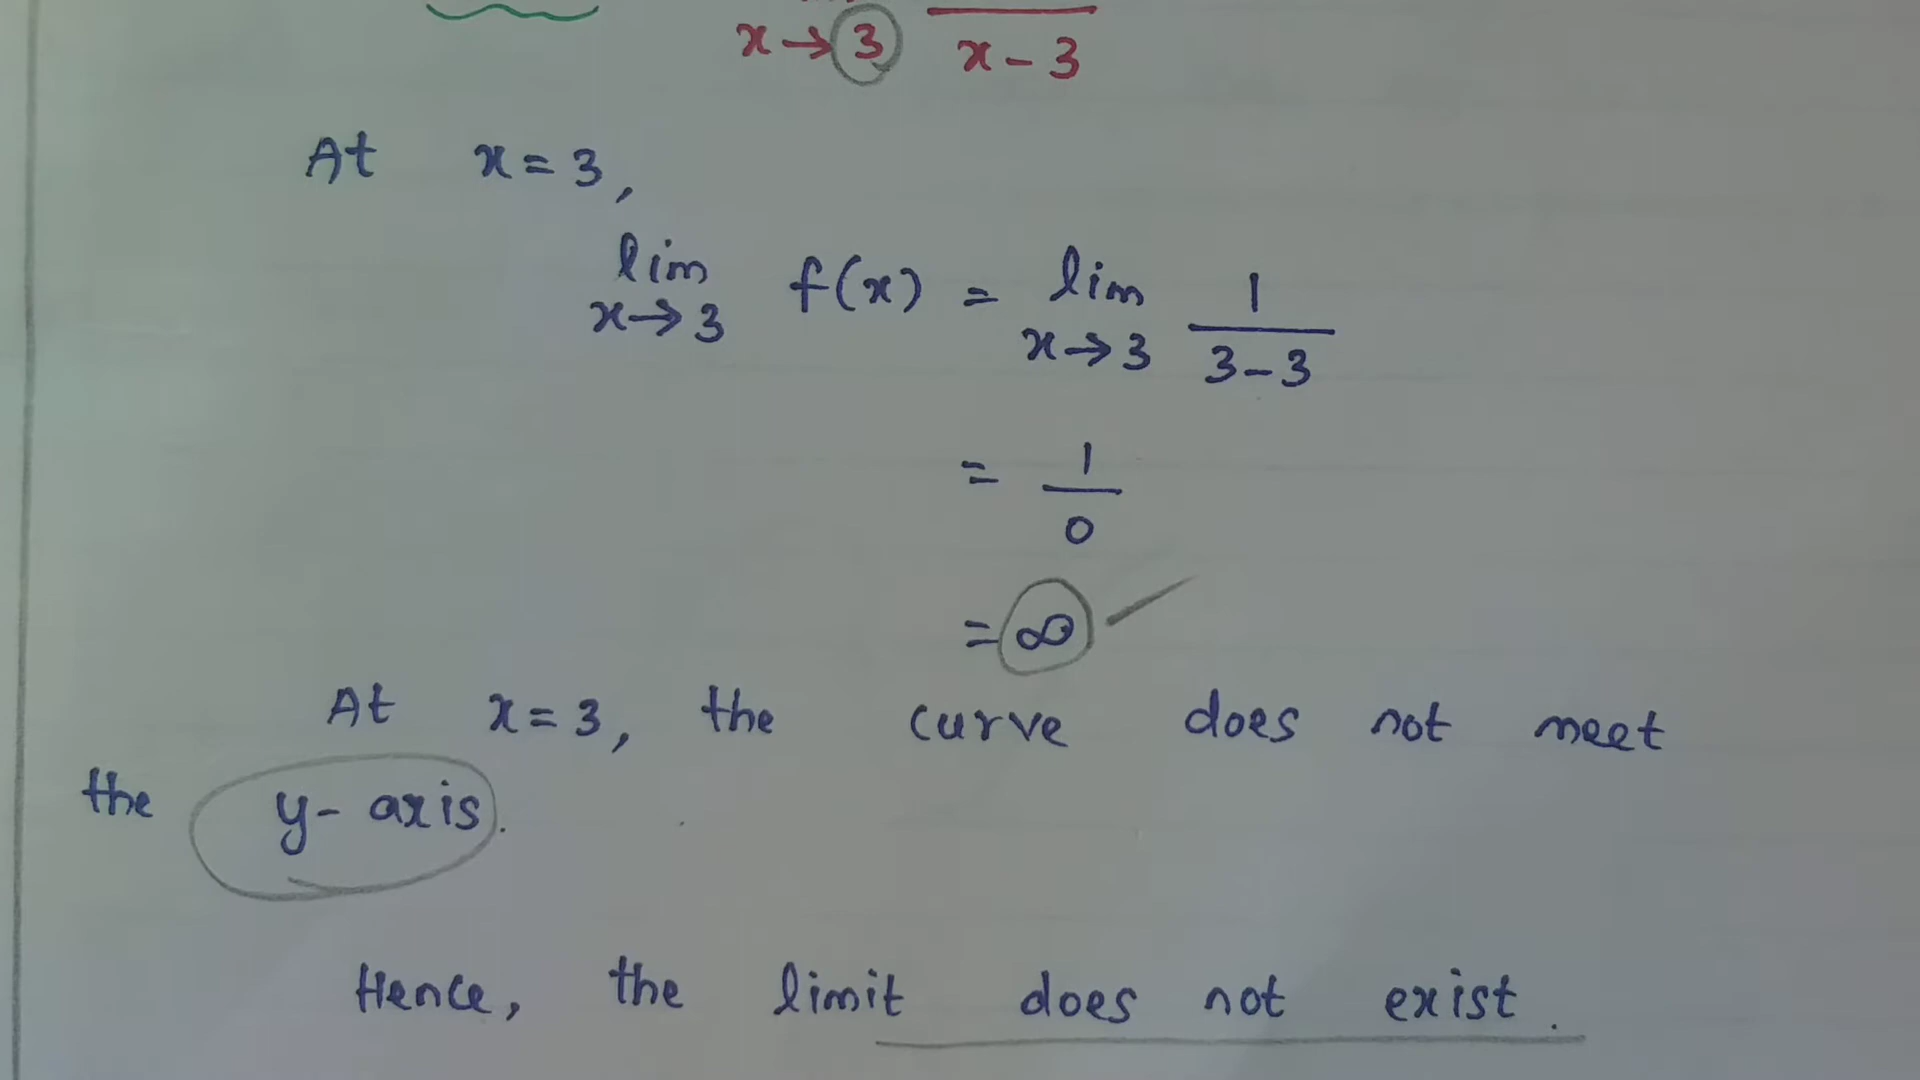 x→3 x-3
At x=3,
lim x→3 f(x) = lim x→3 1/(3-3)
= 1/0
= ∞
At x=3, the curve does not meet
the y-axis.
Hence, the limit does not exist.